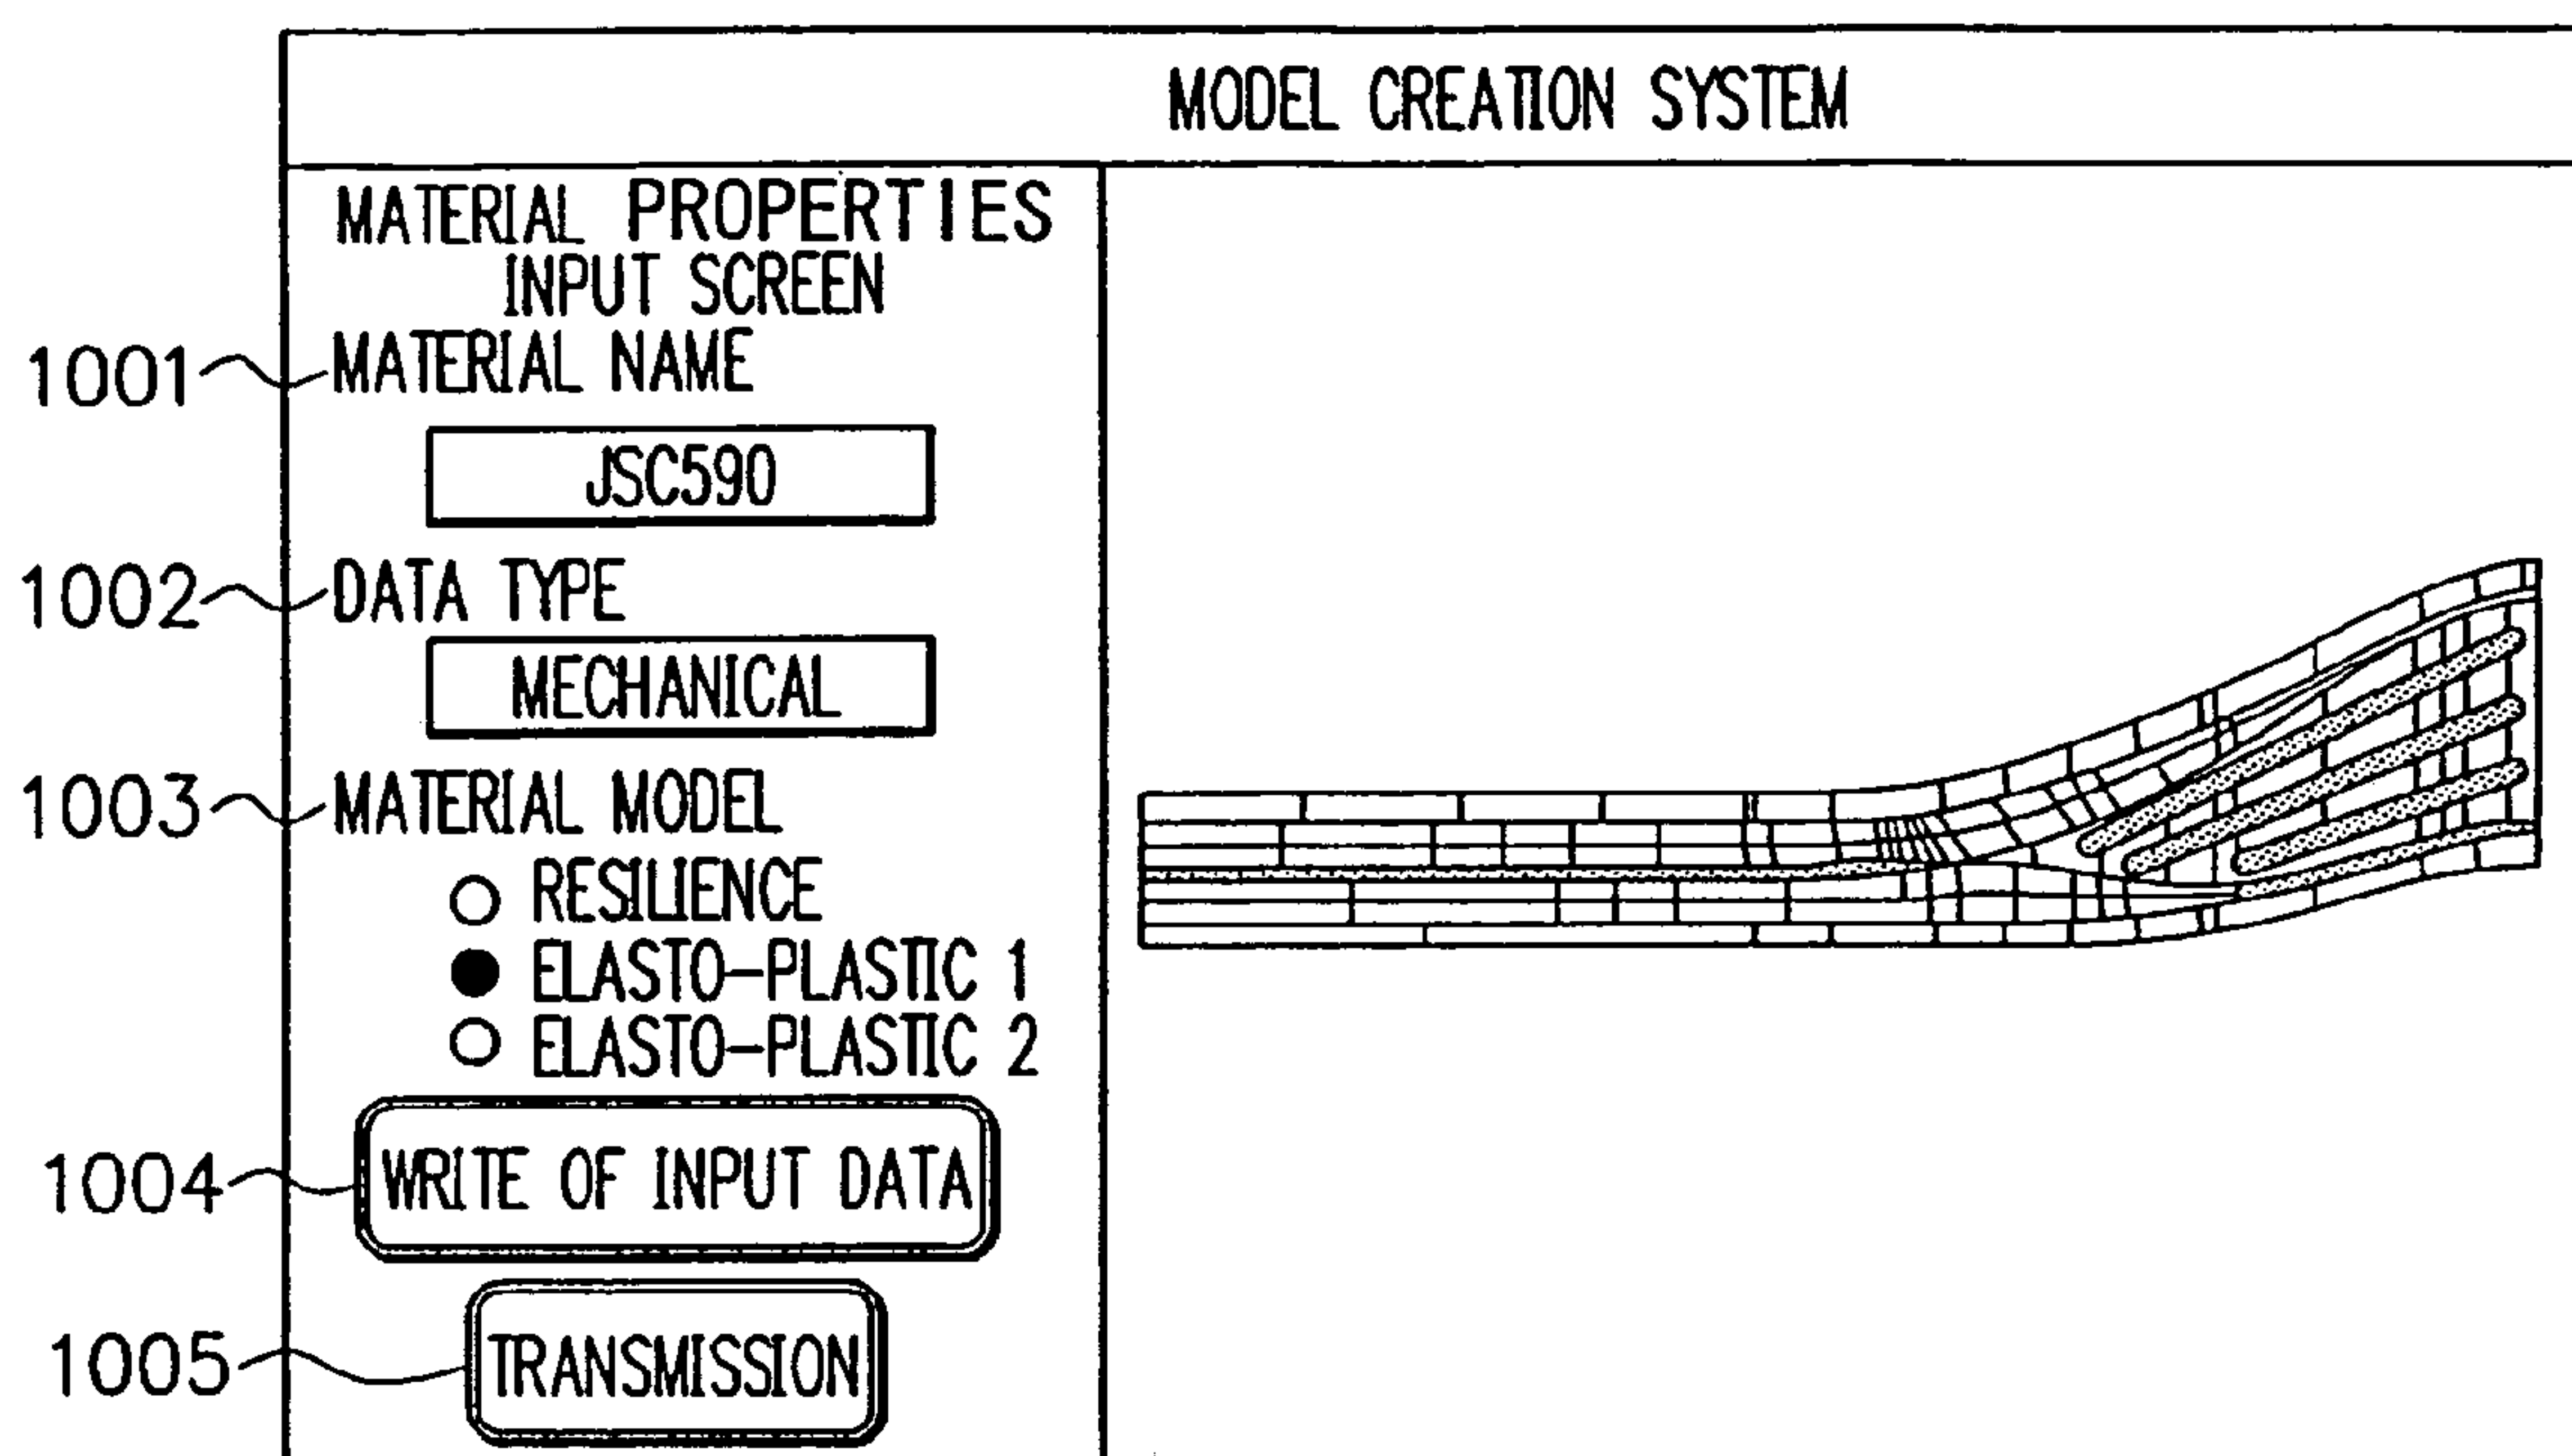 MODEL CREATION SYSTEM
MATERIAL PROPERTIES
INPUT SCREEN
1001 MATERIAL NAME
JSC590
1002 DATA TYPE
MECHANICAL
1003 MATERIAL MODEL
RESILIENCE
ELASTO-PLASTIC 1
ELASTO-PLASTIC 2
1004 WRITE OF INPUT DATA
1005 TRANSMISSION